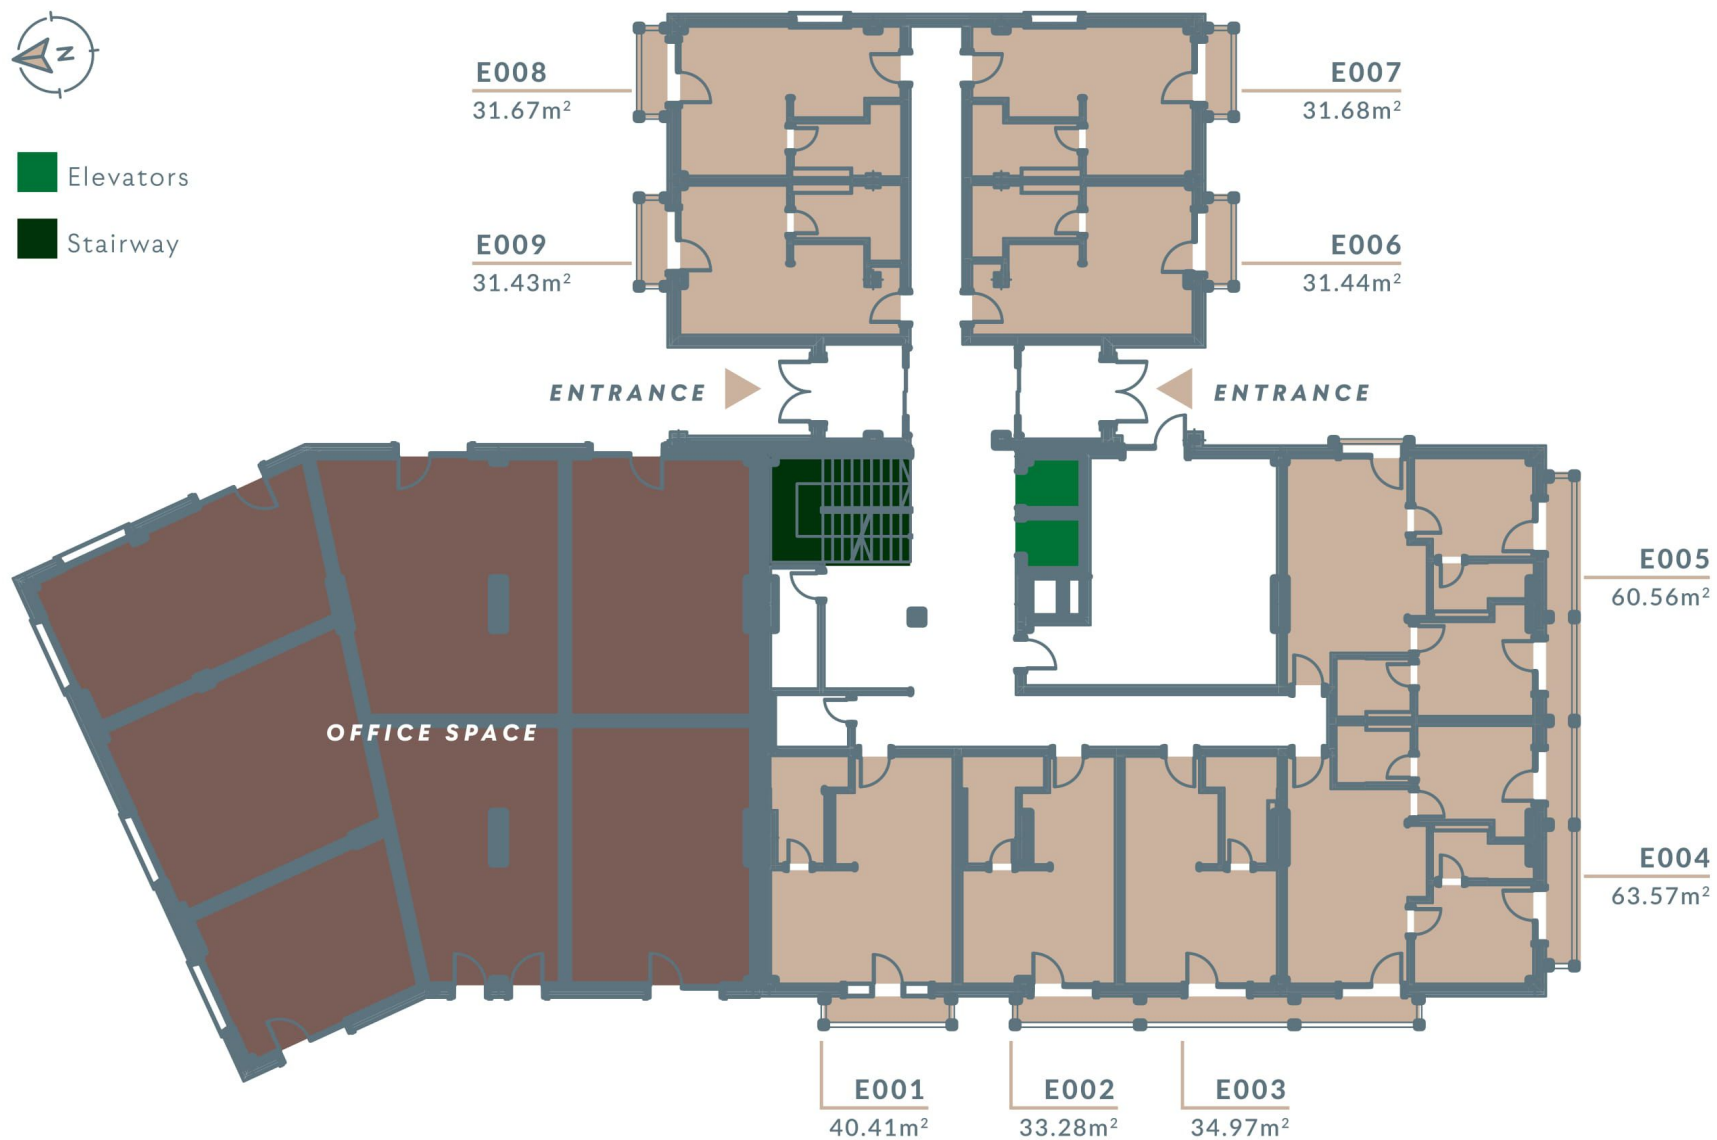 N
Elevators
Stairway
E008
31.67m²
E007
31.68m²
E009
31.43m²
E006
31.44m²
ENTRANCE
ENTRANCE
E005
60.56m²
OFFICE SPACE
E004
63.57m²
E001
40.41m²
E002
33.28m²
E003
34.97m²